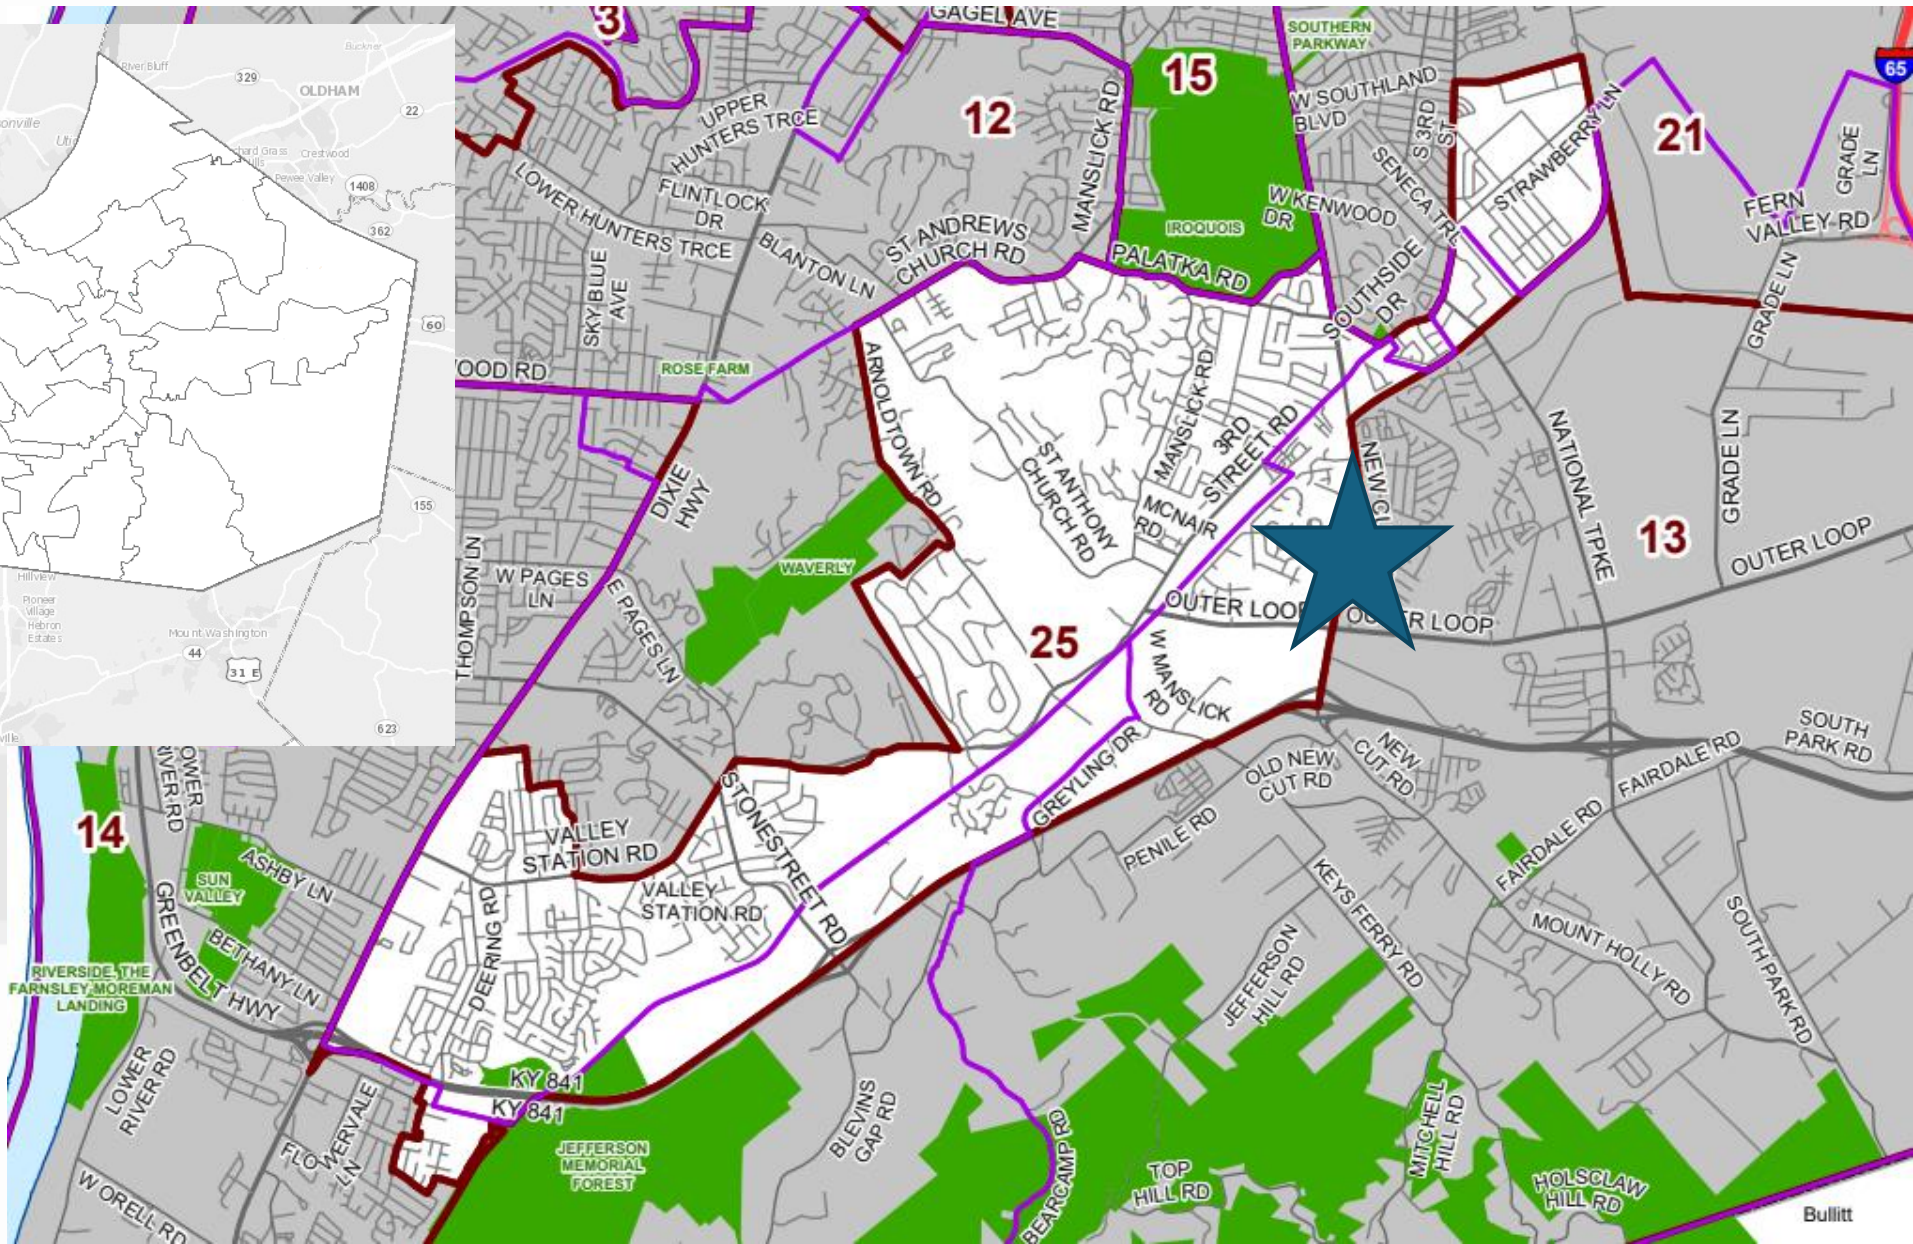 Buckner
River Bluff
329
OLDHAM
22
Crestwood
Pewee Valley
1408
362
60
155
Hillview
Pioneer
Village
Hebron
Estates
Mount Washington
44
31 E
623
3
GAGEL AVE
SOUTHERN
PARKWAY
65
15
12
21
UPPER
HUNTERS TRCE
MANSLICK RD
W SOUTHLAND
BLVD
S 3RD
ST
STRAWBERRY LN
GRADE
LN
LOWER HUNTERS TRCE
FLINTLOCK
DR
SENECA TRL
W KENWOOD
DR
FERN
VALLEY RD
IROQUOIS
BLANTON LN
ST ANDREWS
CHURCH RD
PALATKA RD
SKY BLUE
AVE
SOUTHSIDE
DR
GRADE LN
OOD RD
ROSE FARM
ARNOLDTOWN RD
MANSLICK RD
3RD
STREET RD
NATIONAL TPKE
GRADE LN
ST ANTHONY
CHURCH RD
DIXIE
HWY
MCNAIR
RD
NEW CU
13
OUTER LOOP
WAVERLY
THOMPSON LN
W PAGES
LN
E PAGES LN
OUTER LOOP
OUTER LOOP
25
W MANSLICK
RD
SOUTH
PARK RD
OLD NEW
CUT RD
NEW
CUT RD
FAIRDALE RD
GREYLING DR
STONESTREET RD
14
RIVER RD
VALLEY
STATION RD
PENILE RD
FAIRDALE RD
SUN
VALLEY
ASHBY LN
VALLEY
STATION RD
KEYS FERRY RD
MOUNT HOLLY RD
SOUTH PARK RD
GREENBELT HWY
BETHANY LN
DEERING RD
JEFFERSON
HILL RD
RIVERSIDE, THE
FARNSLEY-MOREMAN
LANDING
LOWER
RIVER RD
KY 841
KY 841
FLOWERVALE
LN
BLEVINS
GAP RD
BEARCAMP RD
MITCHELL
HILL RD
JEFFERSON
MEMORIAL
FOREST
TOP
HILL RD
HOLSCLAW
HILL RD
W ORELL RD
Bullitt